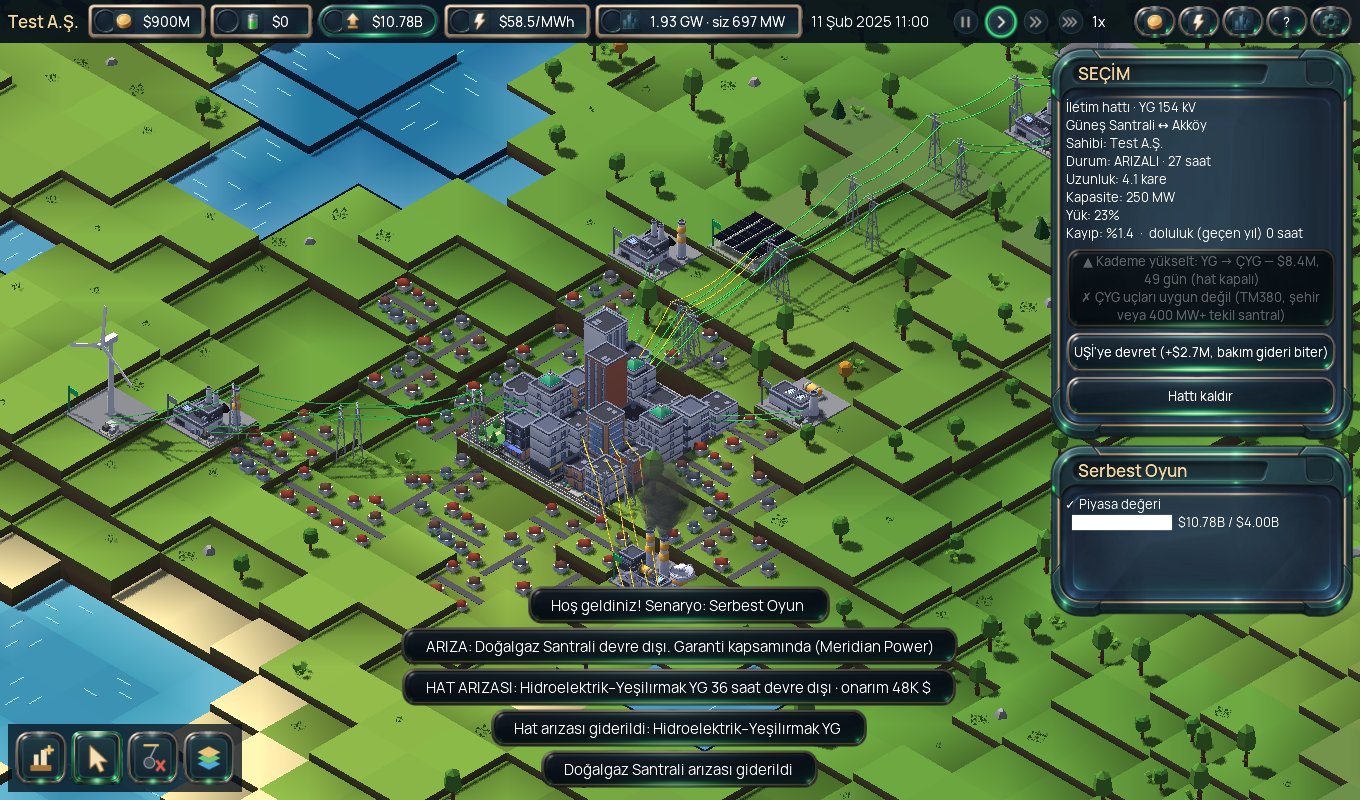 Test A.Ş.
$900M
$0
$10.78B
$58.5/MWh
1.93 GW · siz 697 MW
11 Şub 2025 11:00
1x
?
SEÇİM
İletim hattı · YG 154 kV
Güneş Santrali ↔ Akköy
Sahibi: Test A.Ş.
Durum: ARIZALI · 27 saat
Uzunluk: 4.1 kare
Kapasite: 250 MW
Yük: 23%
Kayıp: %1.4 · doluluk (geçen yıl) 0 saat
▲ Kademe yükselt: YG → ÇYG — $8.4M,
49 gün (hat kapalı)
✗ ÇYG uçları uygun değil (TM380, şehir
veya 400 MW+ tekil santral)
UŞİ'ye devret (+$2.7M, bakım gideri biter)
Hattı kaldır
Serbest Oyun
✓ Piyasa değeri
$10.78B / $4.00B
Hoş geldiniz! Senaryo: Serbest Oyun
ARIZA: Doğalgaz Santrali devre dışı. Garanti kapsamında (Meridian Power)
HAT ARIZASI: Hidroelektrik–Yeşilırmak YG 36 saat devre dışı · onarım 48K $
Hat arızası giderildi: Hidroelektrik–Yeşilırmak YG
Doğalgaz Santrali arızası giderildi